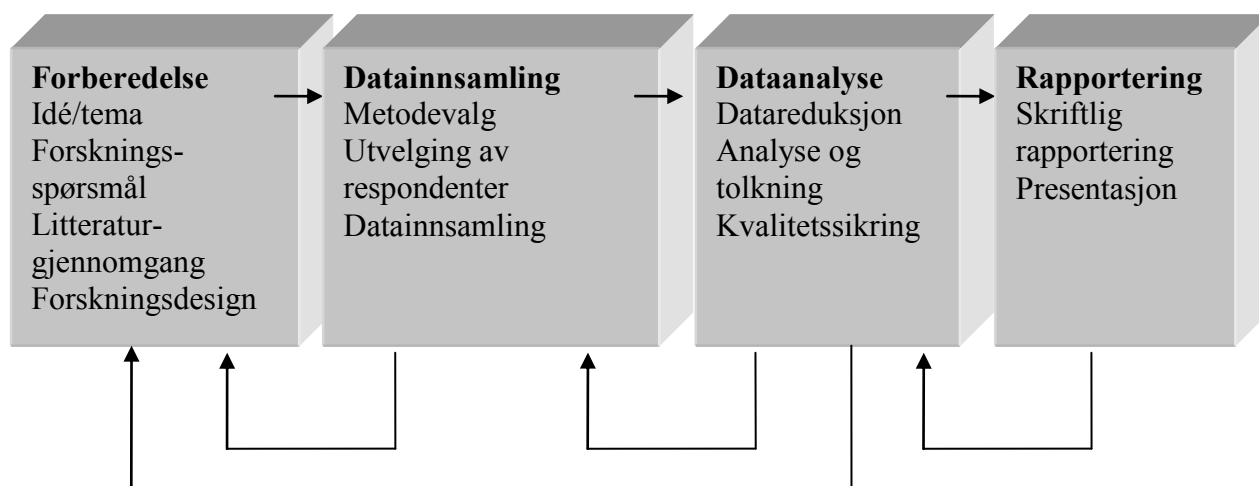 Forberedelse
Idé/tema
Forsknings-
spørsmål
Litteratur-
gjennomgang
Forskningsdesign
Datainnsamling
Metodevalg
Utvelging av
respondenter
Datainnsamling
Dataanalyse
Datareduksjon
Analyse og
tolkning
Kvalitetssikring
Rapportering
Skriftlig
rapportering
Presentasjon